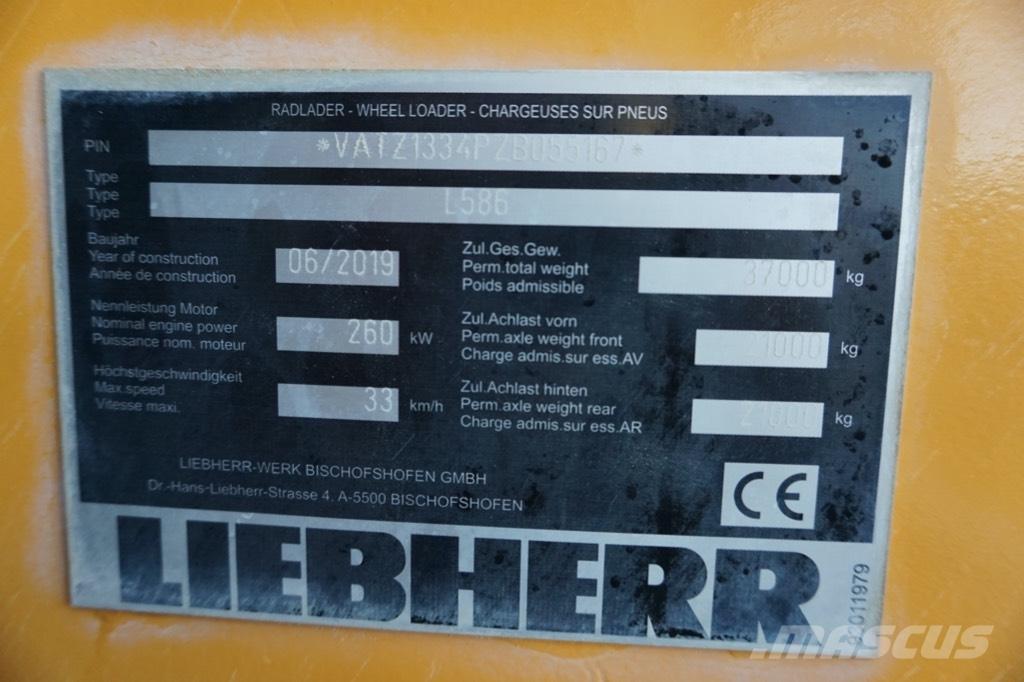 RADLADER - WHEEL LOADER - CHARGEUSES SUR PNEUS
PIN *VATZ1334PZB055167*
Type
Type L586
Type
Baujahr
Year of construction 06/2019
Année de construction
Zul.Ges.Gew.
Perm.total weight 37000 kg
Poids admissible
Nennleistung Motor
Nominal engine power 260 kW
Puissance nom. moteur
Zul.Achlast vorn
Perm.axle weight front 21000 kg
Charge admis.sur ess.AV
Höchstgeschwindigkeit
Max.speed 33 km/h
Vitesse maxi.
Zul.Achlast hinten
Perm.axle weight rear 21000 kg
Charge admis.sur ess.AR
LIEBHERR-WERK BISCHOFSHOFEN GMBH
Dr.-Hans-Liebherr-Strasse 4, A-5500 BISCHOFSHOFEN
CE
LIEBHERR
MASCUS